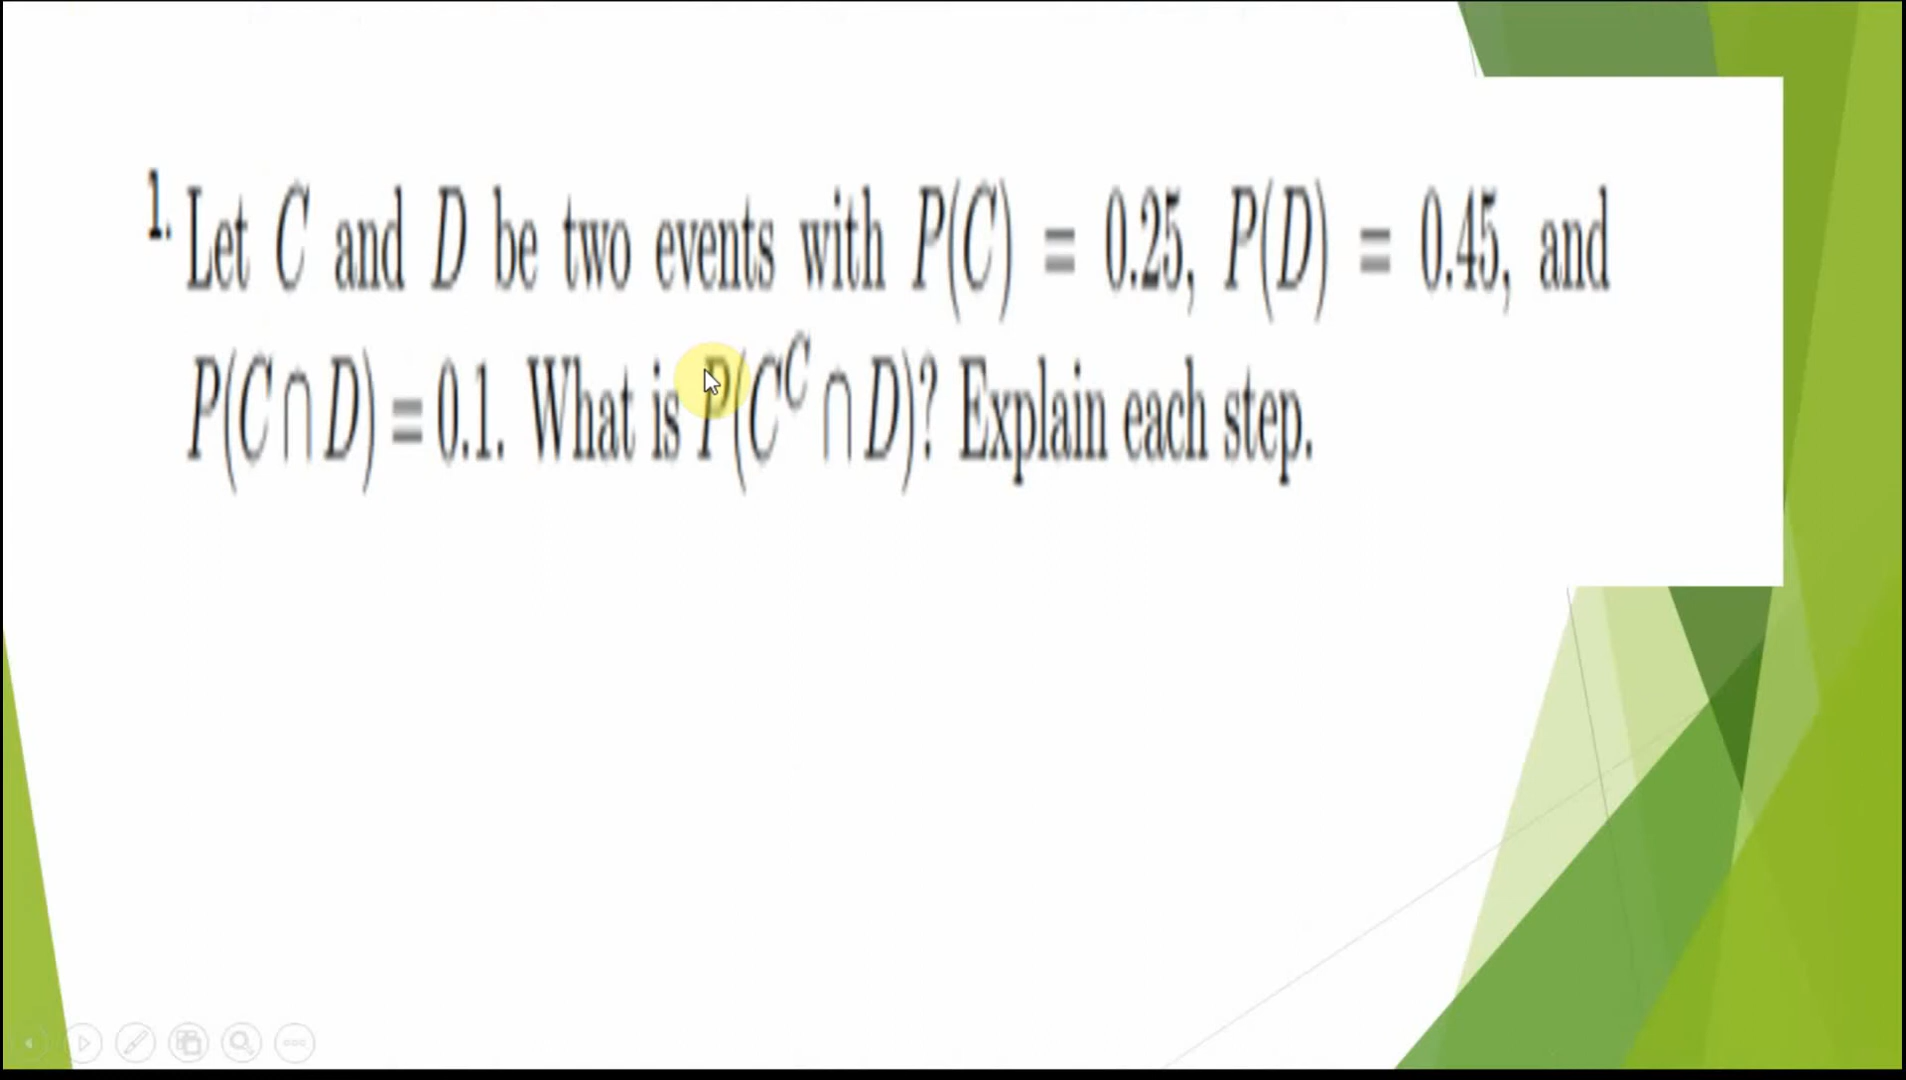 1. Let C and D be two events with P(C) = 0.25, P(D) = 0.45, and
P(C ∩ D) = 0.1. What is P(C^C ∩ D)? Explain each step.